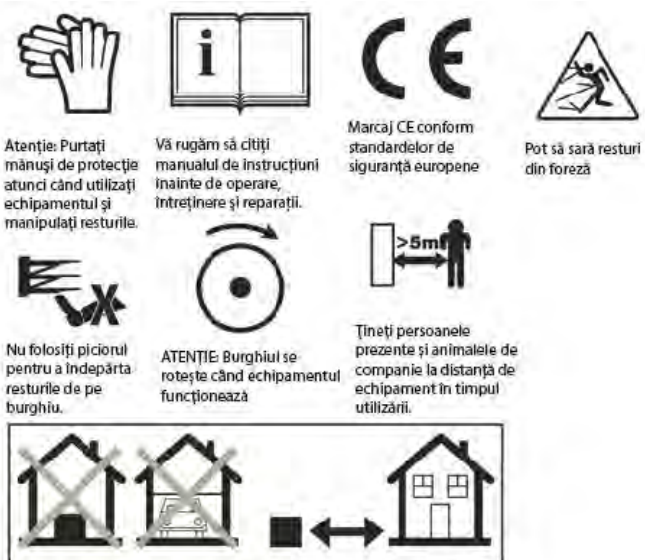 i
CE
Atenție: Purtați
mănuși de protecție
atunci când utilizați
echipamentul și
manipulați resturile.
Vă rugăm să citiți
manualul de instrucțiuni
înainte de operare,
întreținere și reparații.
Marcaj CE conform
standardelor de
siguranță europene
Pot să sară resturi
din foreză
>5m
Nu folosiți piciorul
pentru a îndepărta
resturile de pe
burghiu.
ATENȚIE: Burghiul se
rotește când echipamentul
funcționează
Țineți persoanele
prezente și animalele de
companie la distanță de
echipament în timpul
utilizării.